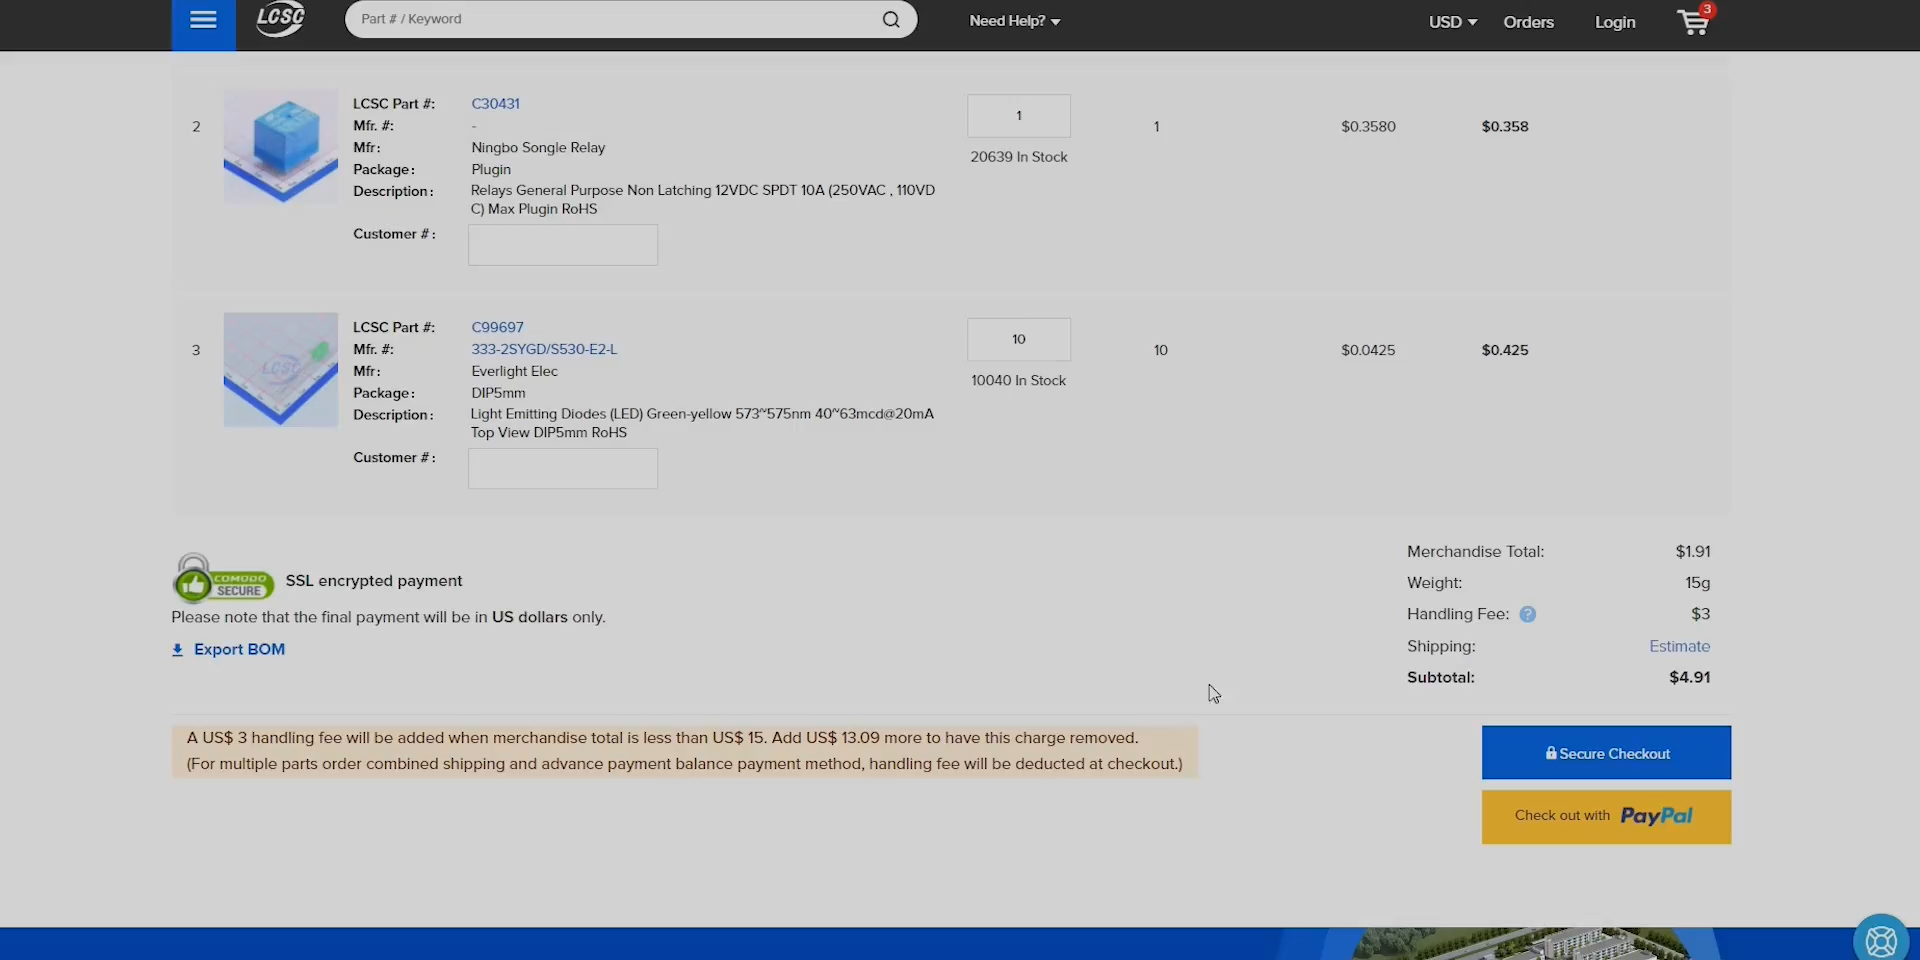 LCSC
Part # / Keyword
Need Help?
USD
Orders
Login
3
2
LCSC Part #: C30431
Mfr. #: -
Mfr: Ningbo Songle Relay
Package: Plugin
Description: Relays General Purpose Non Latching 12VDC SPDT 10A (250VAC , 110VD
C) Max Plugin RoHS
Customer #:
1
20639 In Stock
1
$0.3580
$0.358
3
LCSC Part #: C99697
Mfr. #: 333-2SYGD/S530-E2-L
Mfr: Everlight Elec
Package: DIP5mm
Description: Light Emitting Diodes (LED) Green-yellow 573~575nm 40~63mcd@20mA
Top View DIP5mm RoHS
Customer #:
10
10040 In Stock
10
$0.0425
$0.425
COMODO
SECURE
SSL encrypted payment
Please note that the final payment will be in US dollars only.
Export BOM
Merchandise Total: $1.91
Weight: 15g
Handling Fee: ? $3
Shipping: Estimate
Subtotal: $4.91
A US$ 3 handling fee will be added when merchandise total is less than US$ 15. Add US$ 13.09 more to have this charge removed.
(For multiple parts order combined shipping and advance payment balance payment method, handling fee will be deducted at checkout.)
Secure Checkout
Check out with PayPal